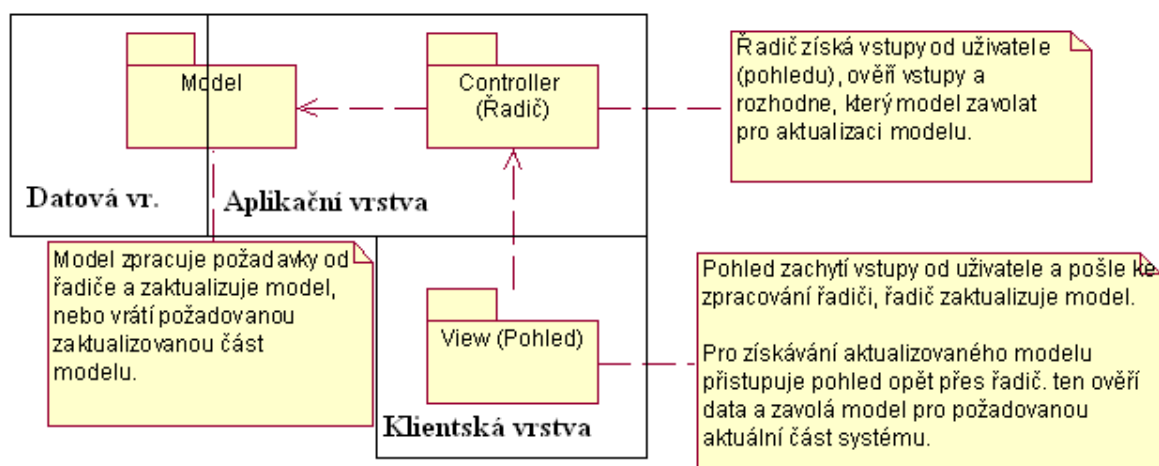 Model
Controller
(Řadič)
Řadič získá vstupy od uživatele
(pohledu), ověří vstupy a
rozhodne, který model zavolat
pro aktualizaci modelu.
Datová vr.
Aplikační vrstva
Model zpracuje požadavky od
řadiče a zaktualizuje model,
nebo vrátí požadovanou
zaktualizovanou část
modelu.
View (Pohled)
Klientská vrstva
Pohled zachytí vstupy od uživatele a pošle ke
zpracování řadiči, řadič zaktualizuje model.
Pro získávání aktualizovaného modelu
přistupuje pohled opět přes řadič. ten ověří
data a zavolá model pro požadovanou
aktuální část systému.